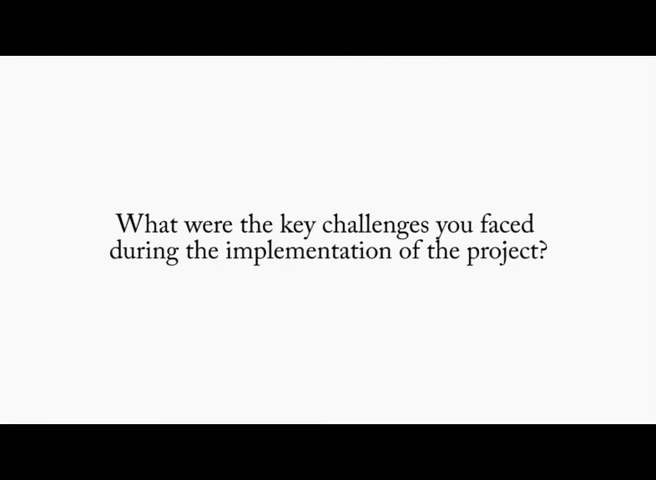 What were the key challenges you faced
during the implementation of the project?